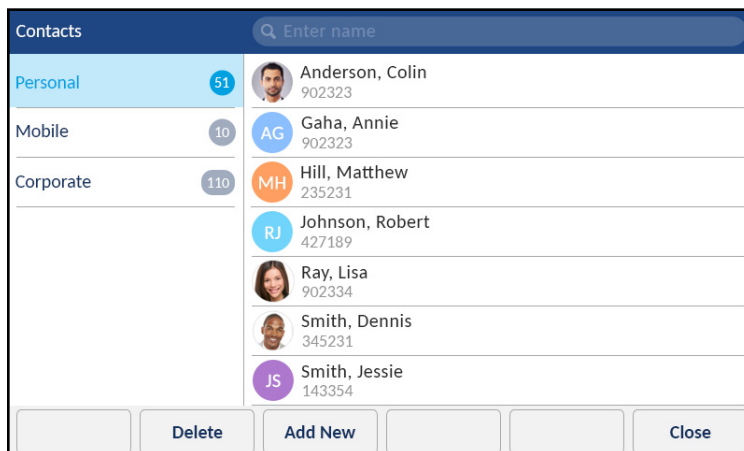 Contacts
Enter name
Personal 51
Mobile 10
Corporate 110
Anderson, Colin
902323
AG
Gaha, Annie
902323
MH
Hill, Matthew
235231
RJ
Johnson, Robert
427189
Ray, Lisa
902334
Smith, Dennis
345231
JS
Smith, Jessie
143354
Delete
Add New
Close